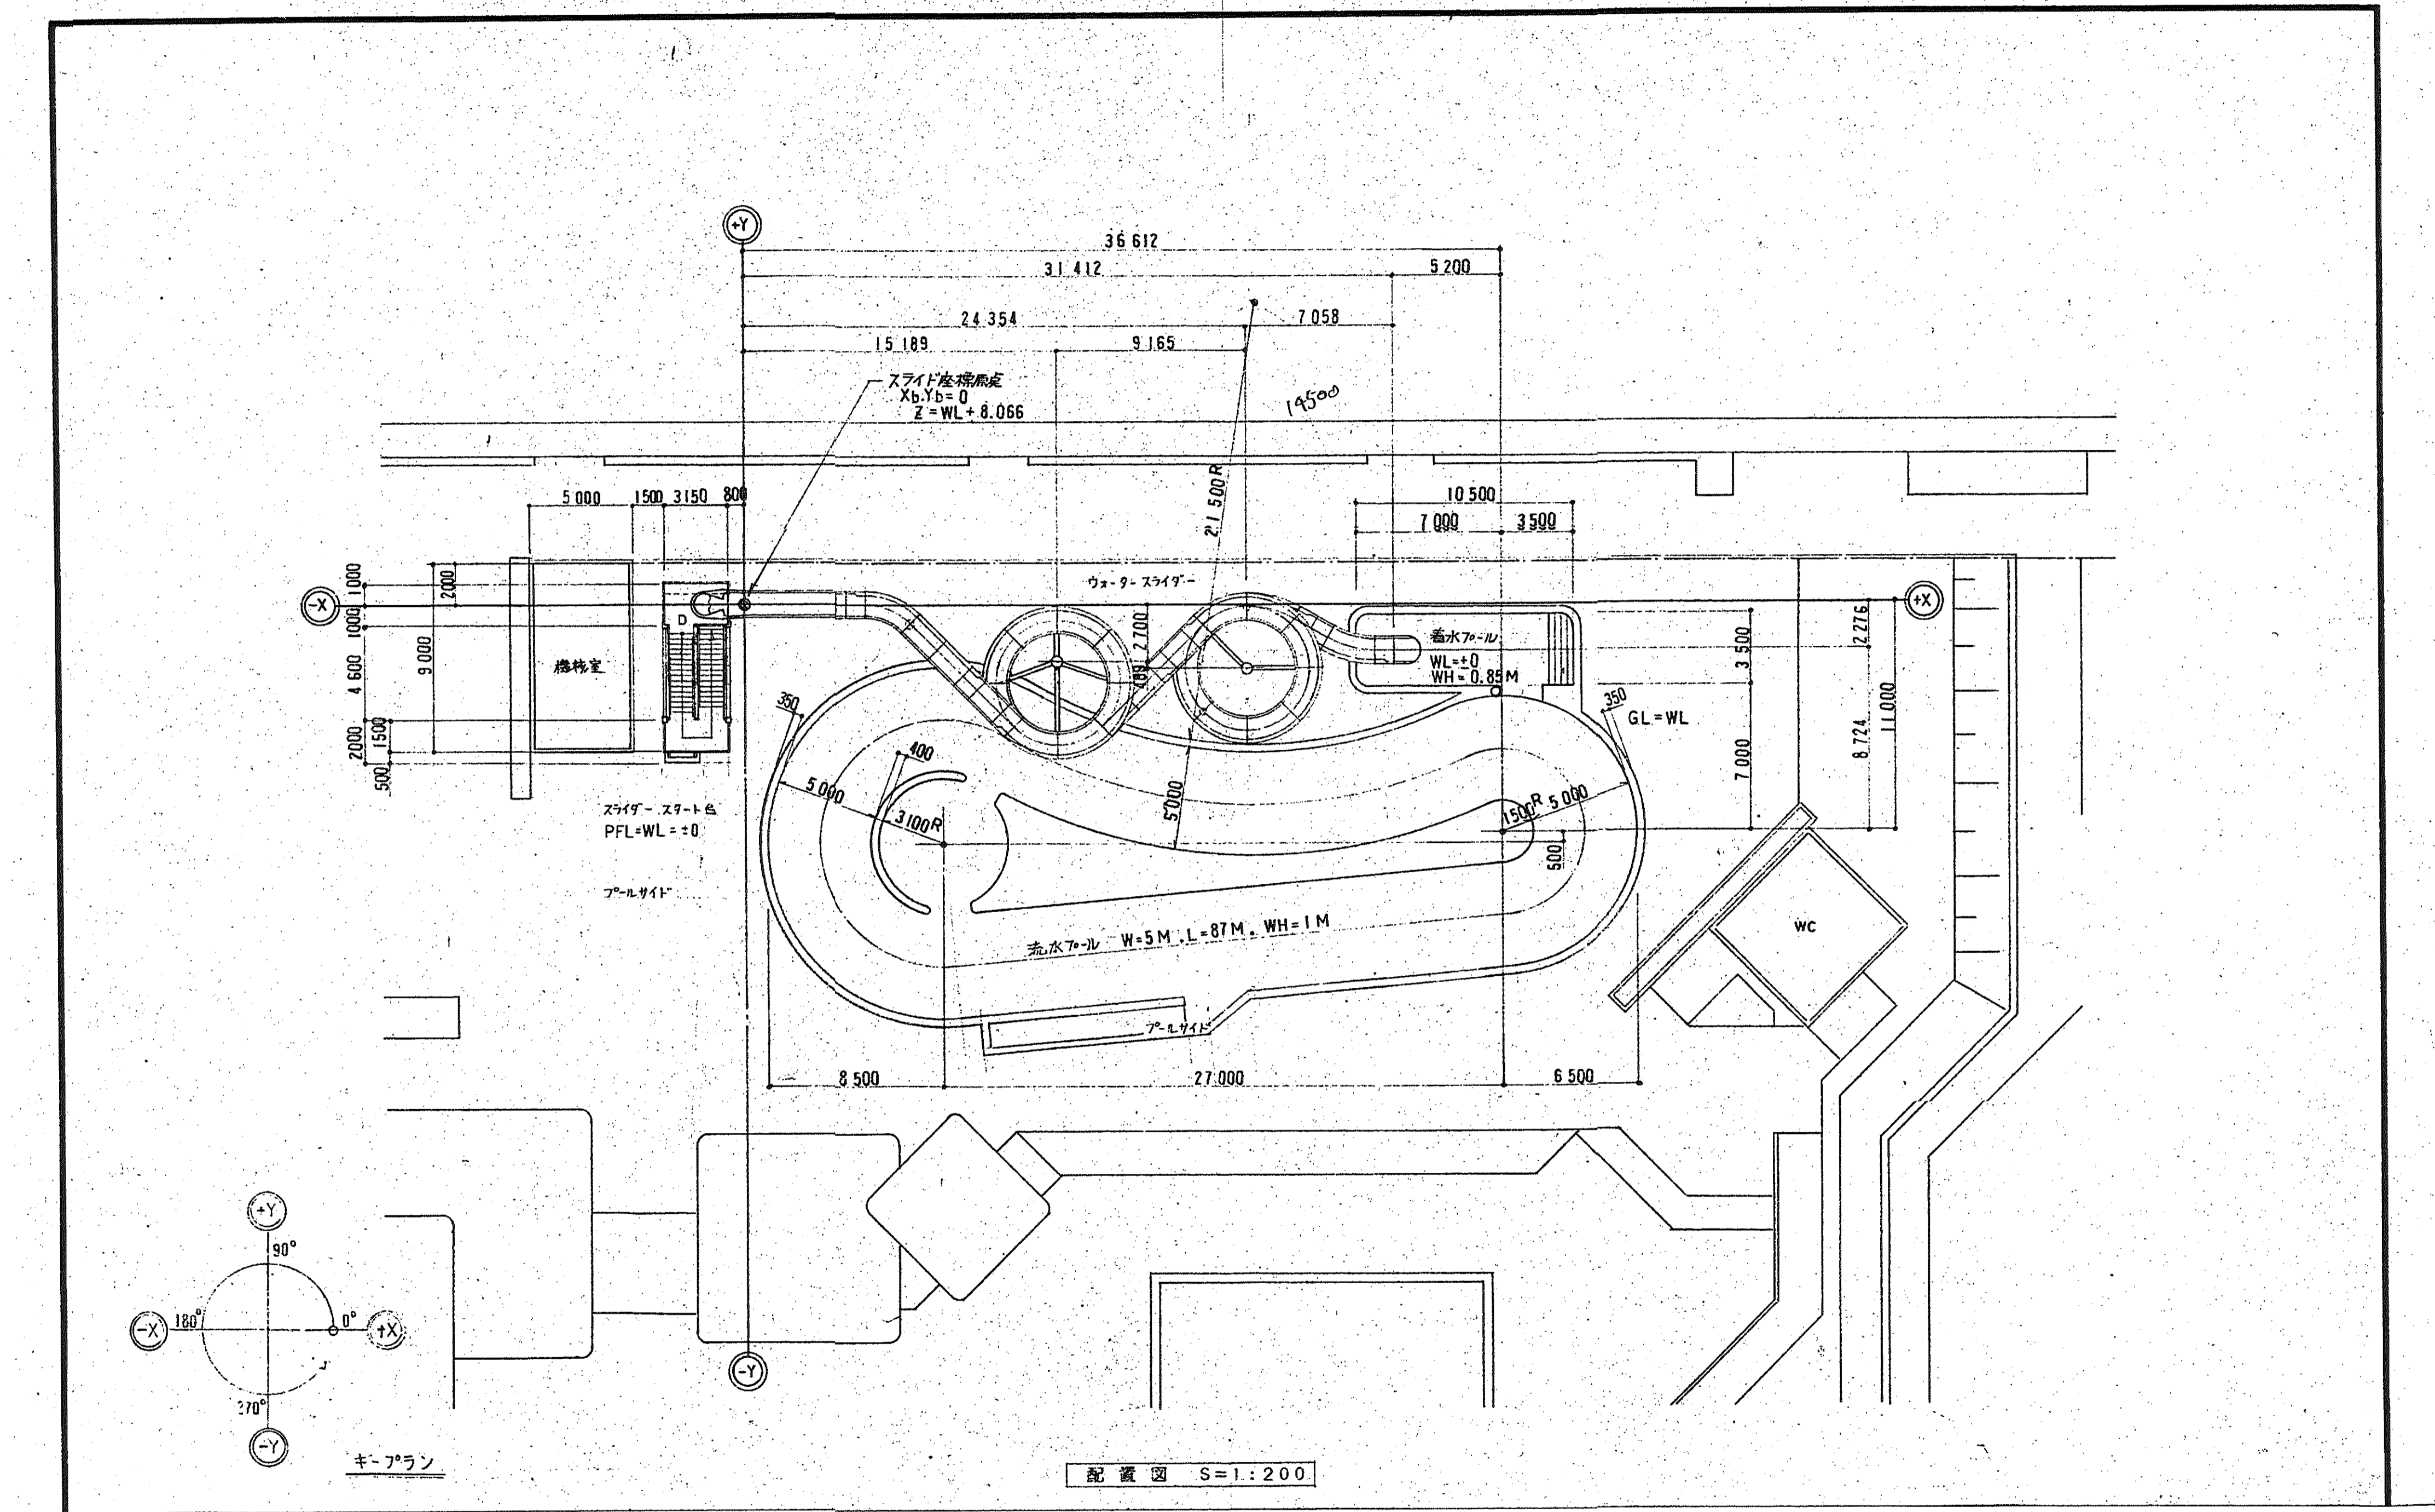 +Y
36 612
31 412
5 200
24 354
7 058
15 189
9 165
スライド座標原点
Xb.Yb= 0
Z = WL+ 8.066
14500
21 500R
5 000
1500
3150
800
10 500
7 000
3 500
1 000
2000
ウォータースライダー
-X
+X
1000
D
2 700
着水プール
WL=±0
WH= 0.85M
2 276
3 500
機械室
9 000
4 600
350
350
GL=WL
11 000
8 724
7 000
2000
1500
500
400
5 000
3 100R
5 000
1500R
5 000
500
スライダースタート台
PFL=WL=±0
プールサイド
流水プール W=5M.L=87M.WH=1M
WC
プールサイド
8 500
27 000
6 500
+Y
90°
-X
180°
0°
+X
270°
-Y
-Y
キープラン
配置図 S=1:200